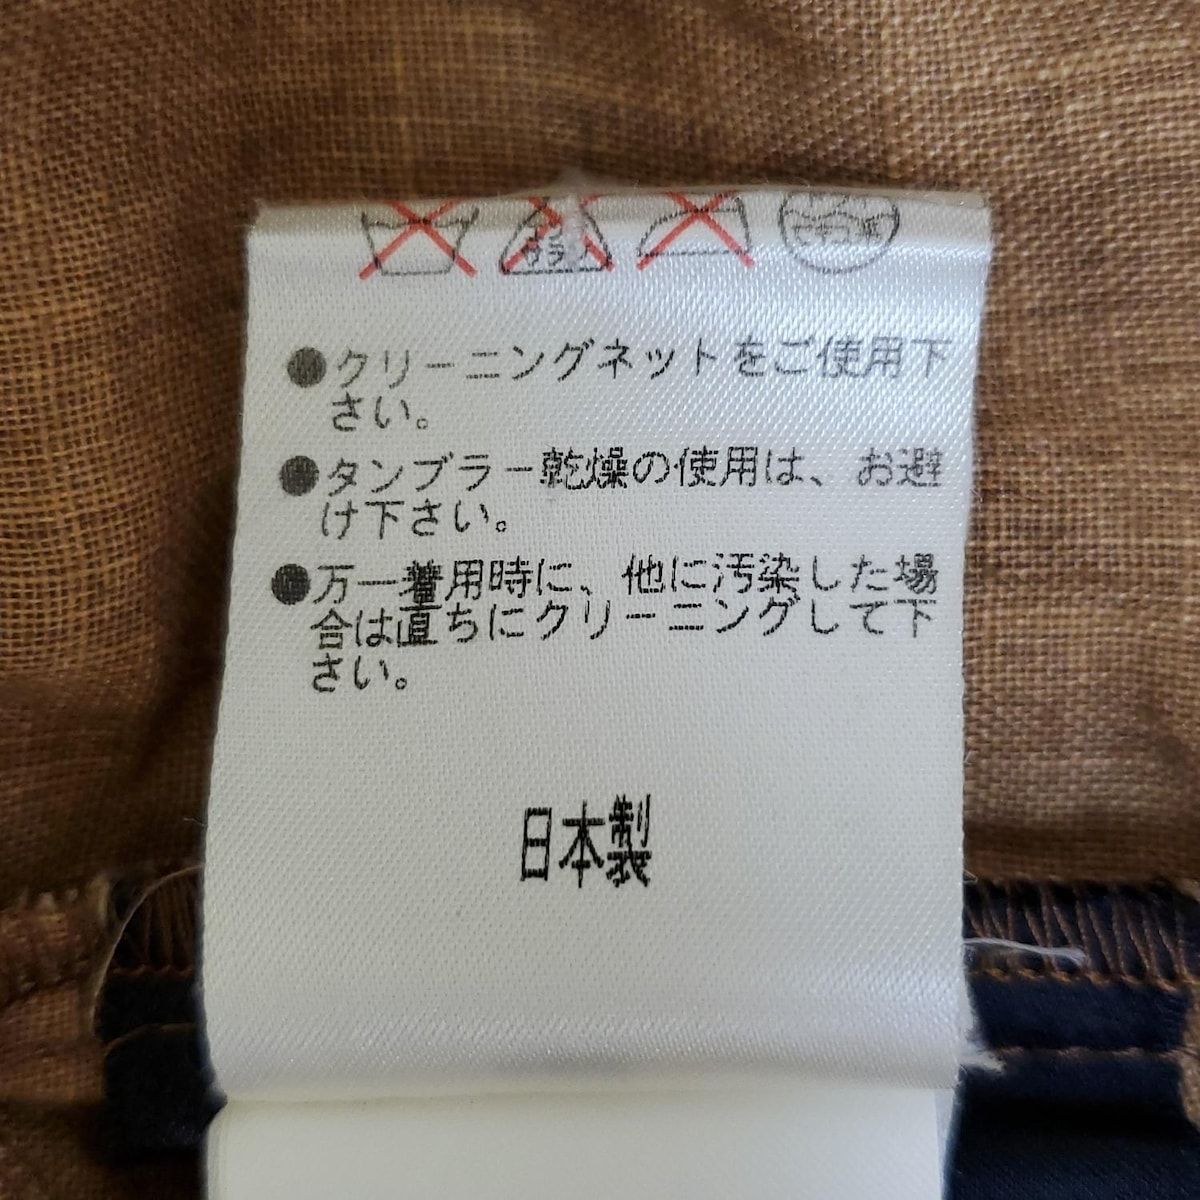 ●クリーニングネットをご使用下
さい。
●タンブラー乾燥の使用は、お避
け下さい。
●万一着用時に、他に汚染した場
合は直ちにクリーニングして下
さい。
日本製